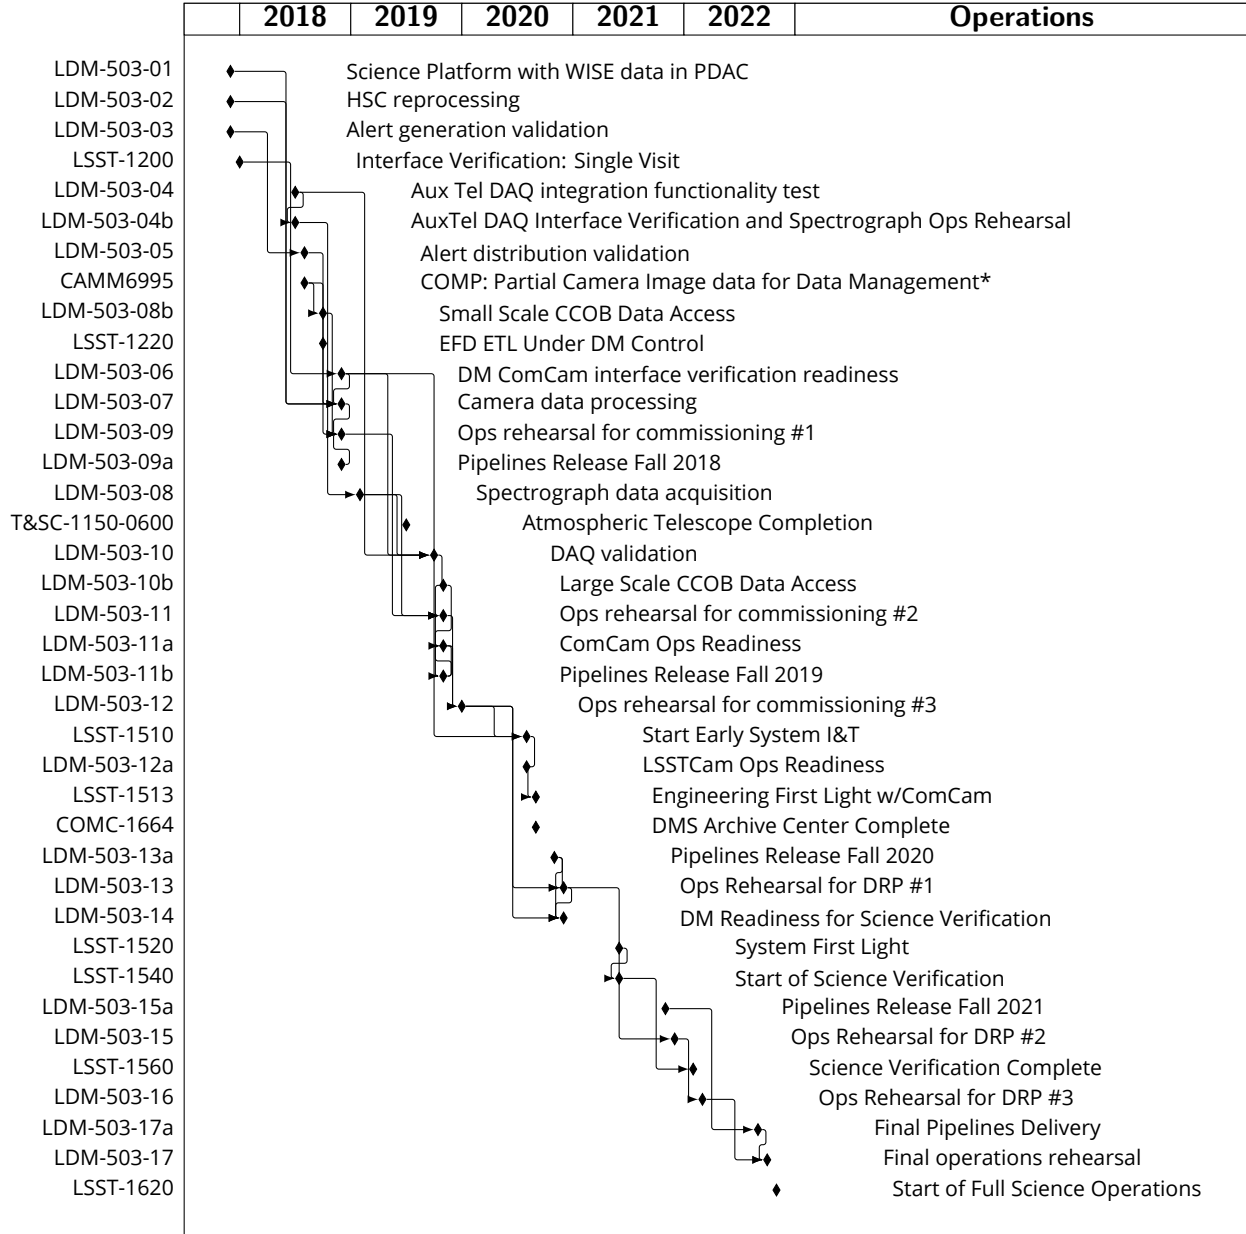 2018 2019 2020 2021 2022 Operations
LDM-503-01 Science Platform with WISE data in PDAC
LDM-503-02 HSC reprocessing
LDM-503-03 Alert generation validation
LSST-1200 Interface Verification: Single Visit
LDM-503-04 Aux Tel DAQ integration functionality test
LDM-503-04b AuxTel DAQ Interface Verification and Spectrograph Ops Rehearsal
LDM-503-05 Alert distribution validation
CAMM6995 COMP: Partial Camera Image data for Data Management*
LDM-503-08b Small Scale CCOB Data Access
LSST-1220 EFD ETL Under DM Control
LDM-503-06 DM ComCam interface verification readiness
LDM-503-07 Camera data processing
LDM-503-09 Ops rehearsal for commissioning #1
LDM-503-09a Pipelines Release Fall 2018
LDM-503-08 Spectrograph data acquisition
T&SC-1150-0600 Atmospheric Telescope Completion
LDM-503-10 DAQ validation
LDM-503-10b Large Scale CCOB Data Access
LDM-503-11 Ops rehearsal for commissioning #2
LDM-503-11a ComCam Ops Readiness
LDM-503-11b Pipelines Release Fall 2019
LDM-503-12 Ops rehearsal for commissioning #3
LSST-1510 Start Early System I&T
LDM-503-12a LSSTCam Ops Readiness
LSST-1513 Engineering First Light w/ComCam
COMC-1664 DMS Archive Center Complete
LDM-503-13a Pipelines Release Fall 2020
LDM-503-13 Ops Rehearsal for DRP #1
LDM-503-14 DM Readiness for Science Verification
LSST-1520 System First Light
LSST-1540 Start of Science Verification
LDM-503-15a Pipelines Release Fall 2021
LDM-503-15 Ops Rehearsal for DRP #2
LSST-1560 Science Verification Complete
LDM-503-16 Ops Rehearsal for DRP #3
LDM-503-17a Final Pipelines Delivery
LDM-503-17 Final operations rehearsal
LSST-1620 Start of Full Science Operations